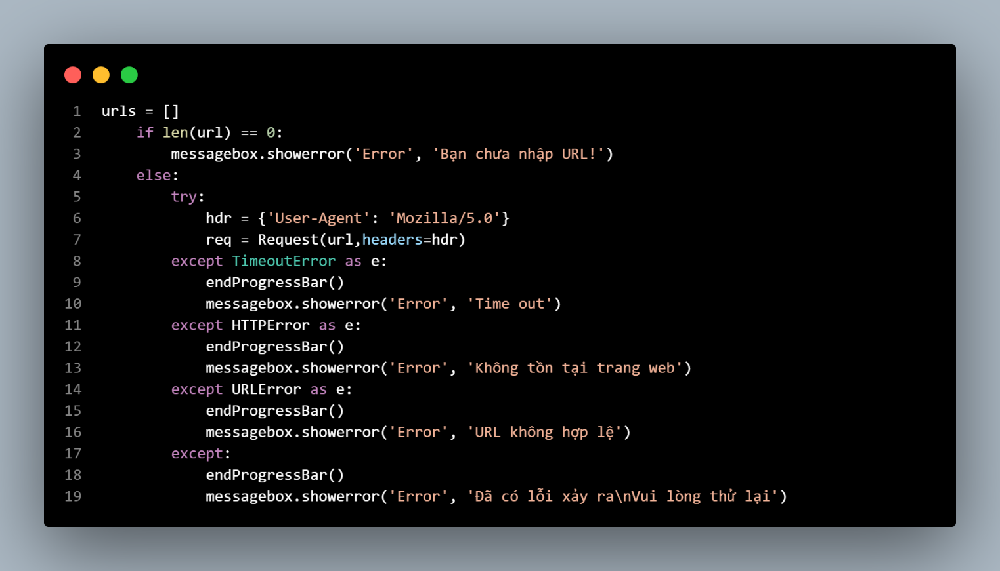 1 urls = []
2     if len(url) == 0:
3         messagebox.showerror('Error', 'Bạn chưa nhập URL!')
4     else:
5         try:
6             hdr = {'User-Agent': 'Mozilla/5.0'}
7             req = Request(url,headers=hdr)
8         except TimeoutError as e:
9             endProgressBar()
10             messagebox.showerror('Error', 'Time out')
11         except HTTPError as e:
12             endProgressBar()
13             messagebox.showerror('Error', 'Không tồn tại trang web')
14         except URLError as e:
15             endProgressBar()
16             messagebox.showerror('Error', 'URL không hợp lệ')
17         except:
18             endProgressBar()
19             messagebox.showerror('Error', 'Đã có lỗi xảy ra\nVui lòng thử lại')